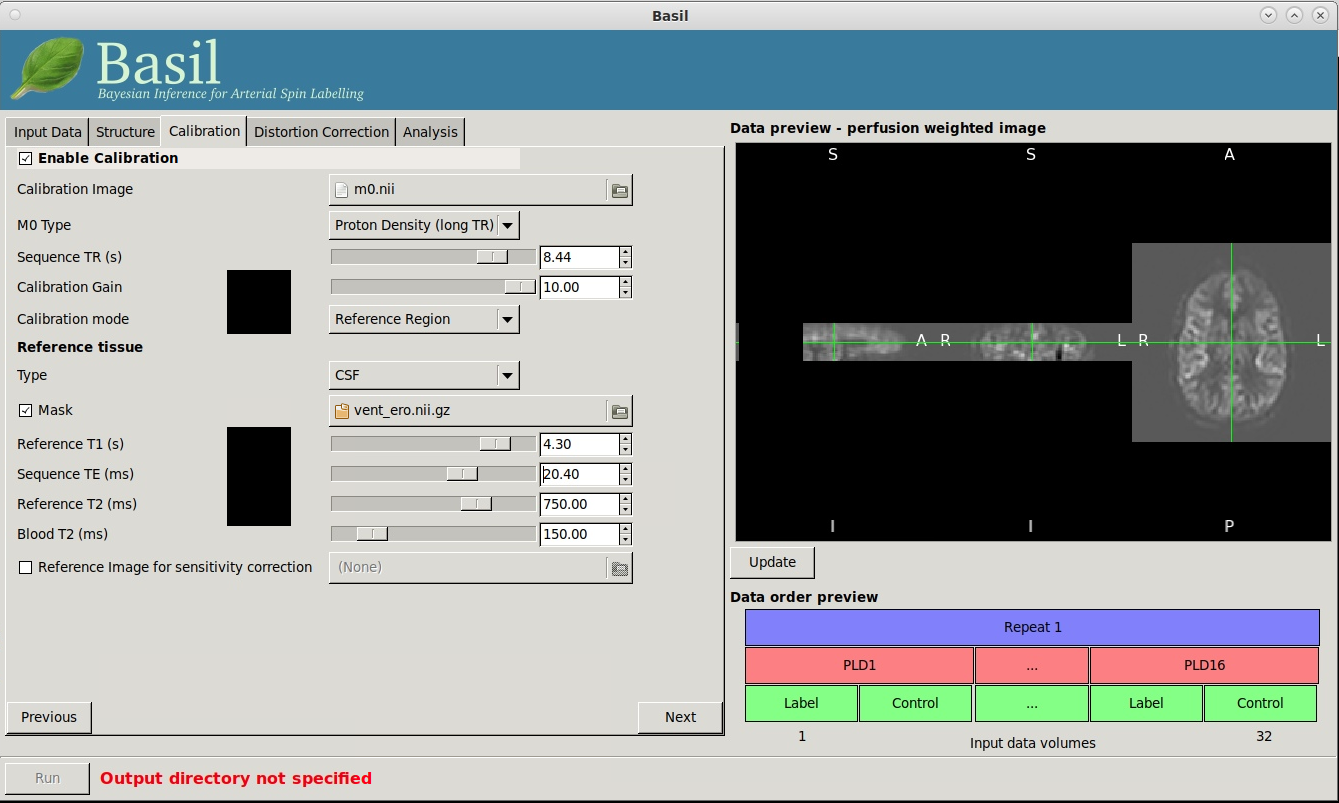 Basil
Basil
Bayesian Inference for Arterial Spin Labelling
Input Data Structure Calibration Distortion Correction Analysis
Enable Calibration
Calibration Image m0.nii
M0 Type Proton Density (long TR)
Sequence TR (s) 8.44
Calibration Gain 10.00
Calibration mode Reference Region
Reference tissue
Type CSF
Mask vent_ero.nii.gz
Reference T1 (s) 4.30
Sequence TE (ms) 20.40
Reference T2 (ms) 750.00
Blood T2 (ms) 150.00
Reference Image for sensitivity correction (None)
Previous Next
Data preview - perfusion weighted image
S S A
A R L R L
I I P
Update
Data order preview
Repeat 1
PLD1 ... PLD16
Label Control ... Label Control
1 Input data volumes 32
Run Output directory not specified